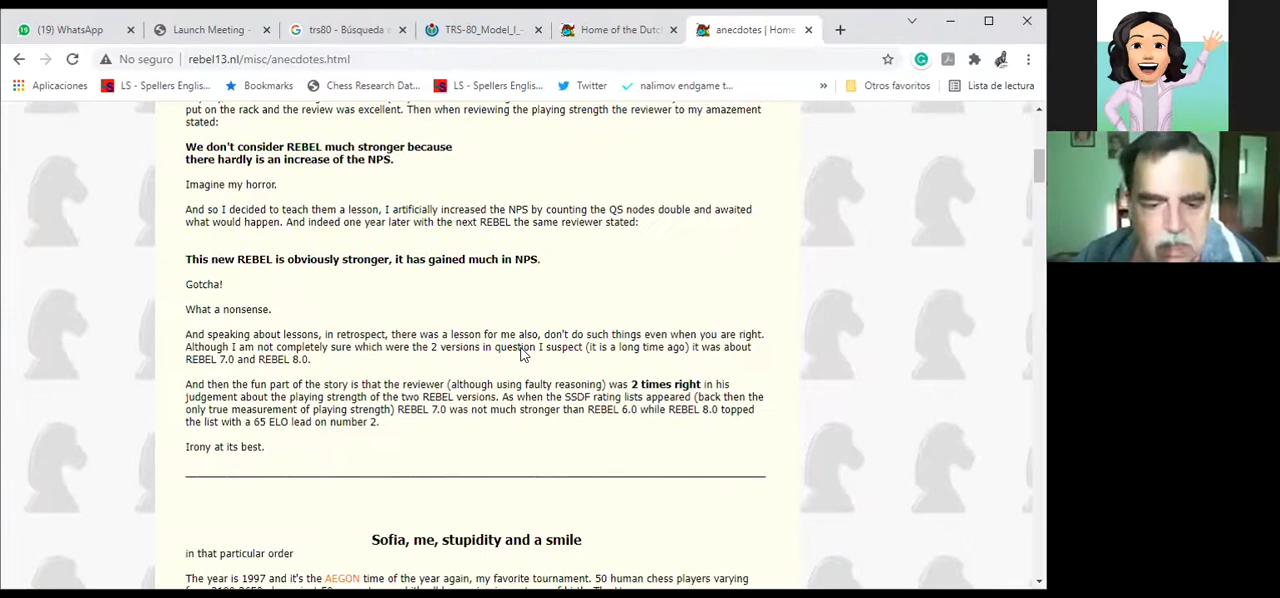 (19) WhatsApp
Launch Meeting -
trs80 - Búsqueda
TRS-80_Model_I_-
Home of the Dutc
anecdotes | Home
No seguro
rebel13.nl/misc/anecdotes.html
Aplicaciones
LS - Spellers Englis...
Bookmarks
Chess Research Dat...
LS - Spellers Englis...
Twitter
nalimov endgame t...
»
Otros favoritos
Lista de lectura
put on the rack and the review was excellent. Then when reviewing the playing strength the reviewer to my amazement
stated:
We don't consider REBEL much stronger because
there hardly is an increase of the NPS.
Imagine my horror.
And so I decided to teach them a lesson, I artificially increased the NPS by counting the QS nodes double and awaited
what would happen. And indeed one year later with the next REBEL the same reviewer stated:
This new REBEL is obviously stronger, it has gained much in NPS.
Gotcha!
What a nonsense.
And speaking about lessons, in retrospect, there was a lesson for me also, don't do such things even when you are right.
Although I am not completely sure which were the 2 versions in question I suspect (it is a long time ago) it was about
REBEL 7.0 and REBEL 8.0.
And then the fun part of the story is that the reviewer (although using faulty reasoning) was 2 times right in his
judgement about the playing strength of the two REBEL versions. As when the SSDF rating lists appeared (back then the
only true measurement of playing strength) REBEL 7.0 was not much stronger than REBEL 6.0 while REBEL 8.0 topped
the list with a 65 ELO lead on number 2.
Irony at its best.
Sofia, me, stupidity and a smile
in that particular order
The year is 1997 and it's the AEGON time of the year again, my favorite tournament. 50 human chess players varying